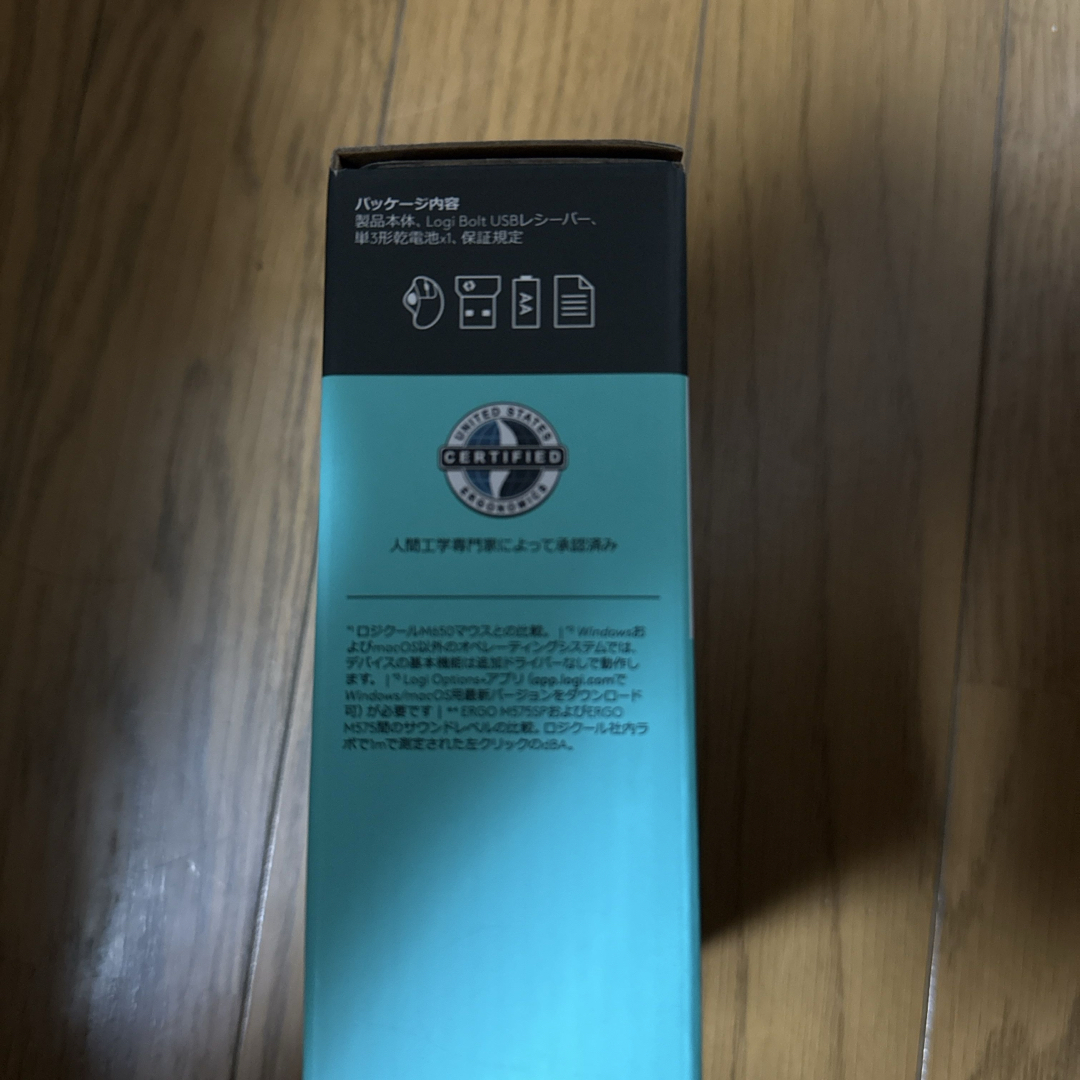 パッケージ内容
製品本体、Logi Bolt USBレシーバー、
単3形乾電池x1、保証規定
AA
UNITED STATES
CERTIFIED
ERGONOMICS
人間工学専門家によって承認済み
*¹ ロジクールM650マウスとの比較。 | *² Windowsお
よびmacOS以外のオペレーティングシステムでは、
デバイスの基本機能は追加ドライバーなしで動作し
ます。 | *³ Logi Options+アプリ (app.logi.comで
Windows/macOS用最新バージョンをダウンロード
可) が必要です | *⁴ ERGO M575SPおよびERGO
M575間のサウンドレベルの比較。ロジクール社内ラ
ボで1mで測定された左クリックのdBA。